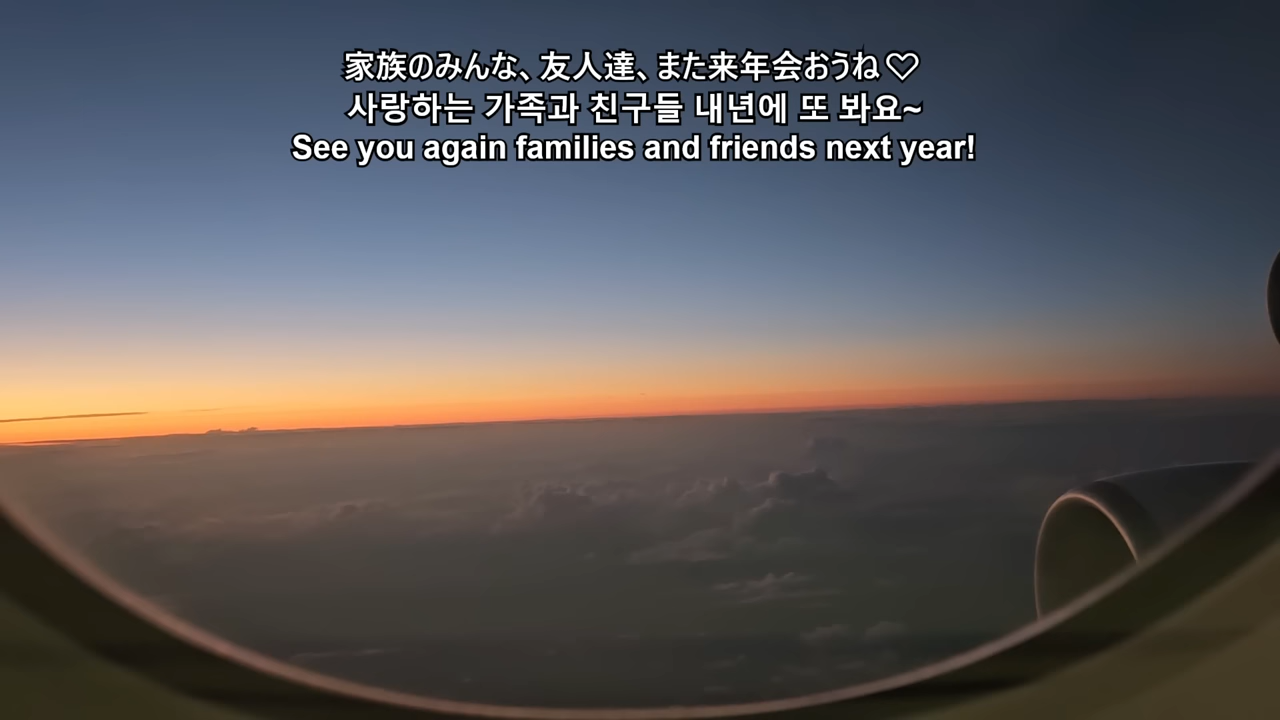 家族のみんな、友人達、また来年会おうね♡
사랑하는 가족과 친구들 내년에 또 봐요~
See you again families and friends next year!